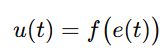 u(t) = f(e(t))